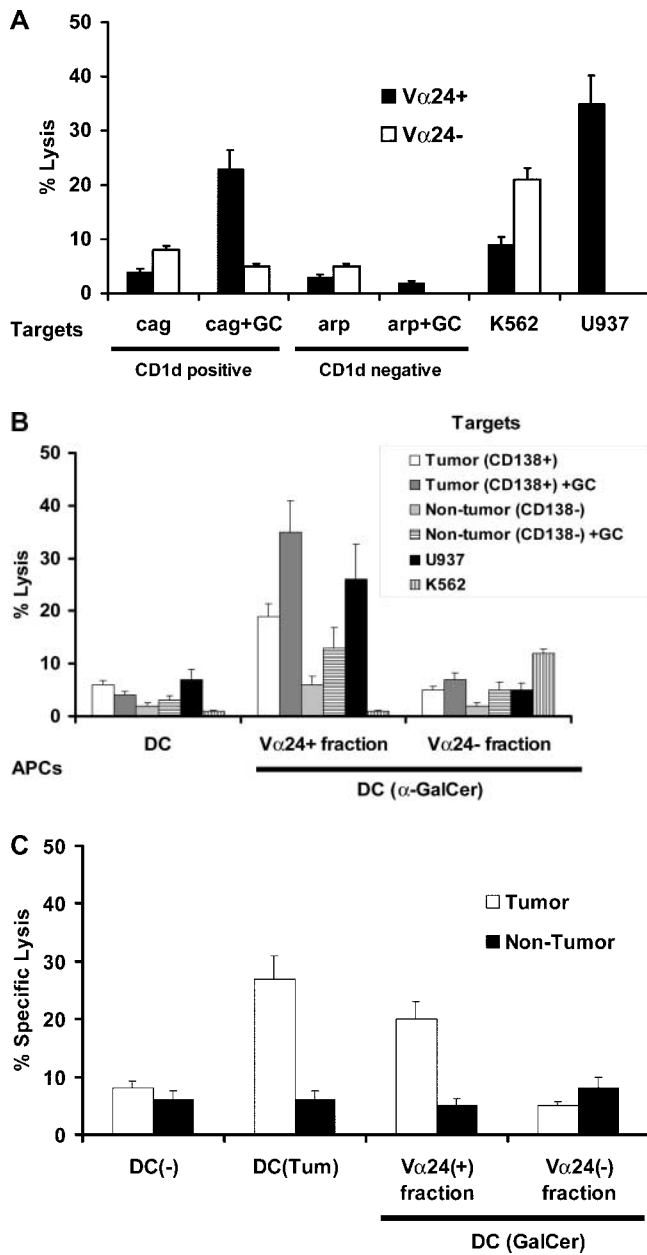 A
50
40
30
20
10
0
% Lysis
Vα24+
Vα24-
Targets
cag cag+GC arp arp+GC K562 U937
CD1d positive CD1d negative
B
Targets
50
40
30
20
10
0
% Lysis
Tumor (CD138+)
Tumor (CD138+) +GC
Non-tumor (CD138-)
Non-tumor (CD138-) +GC
U937
K562
DC Vα24+ fraction Vα24- fraction
APCs
DC (α-GalCer)
C
50
40
30
20
10
0
% Specific Lysis
Tumor
Non-Tumor
DC(-) DC(Tum) Vα24(+) Vα24(-)
fraction fraction
DC (GalCer)